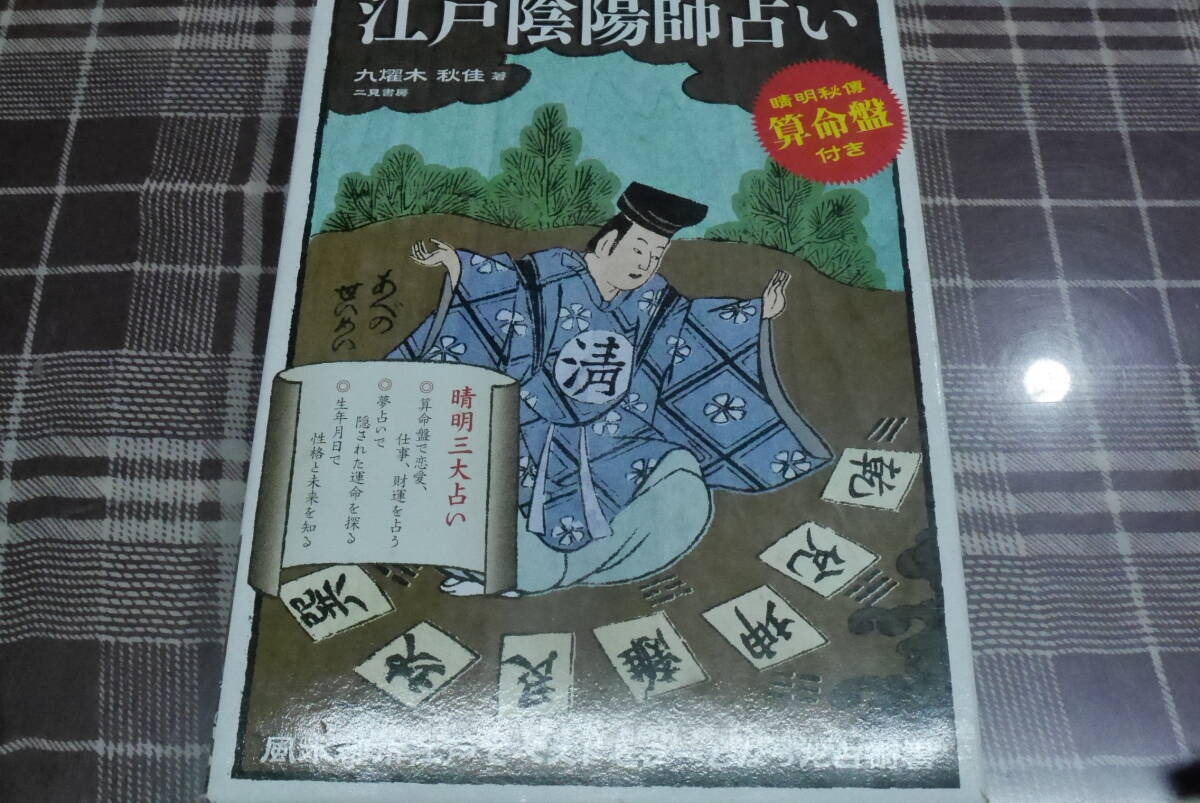 江戸陰陽師占い
九燿木 秋佳 著
二見書房
晴明秘傳
算命盤
付き
あべの
せいめい
清
晴明三大占い
◎算命盤で恋愛、
仕事、財運を占う
◎夢占いで
隠された運命を探る
◎生年月日で
性格と未来を知る
乾
兌
坤
離
艮
坎
巽